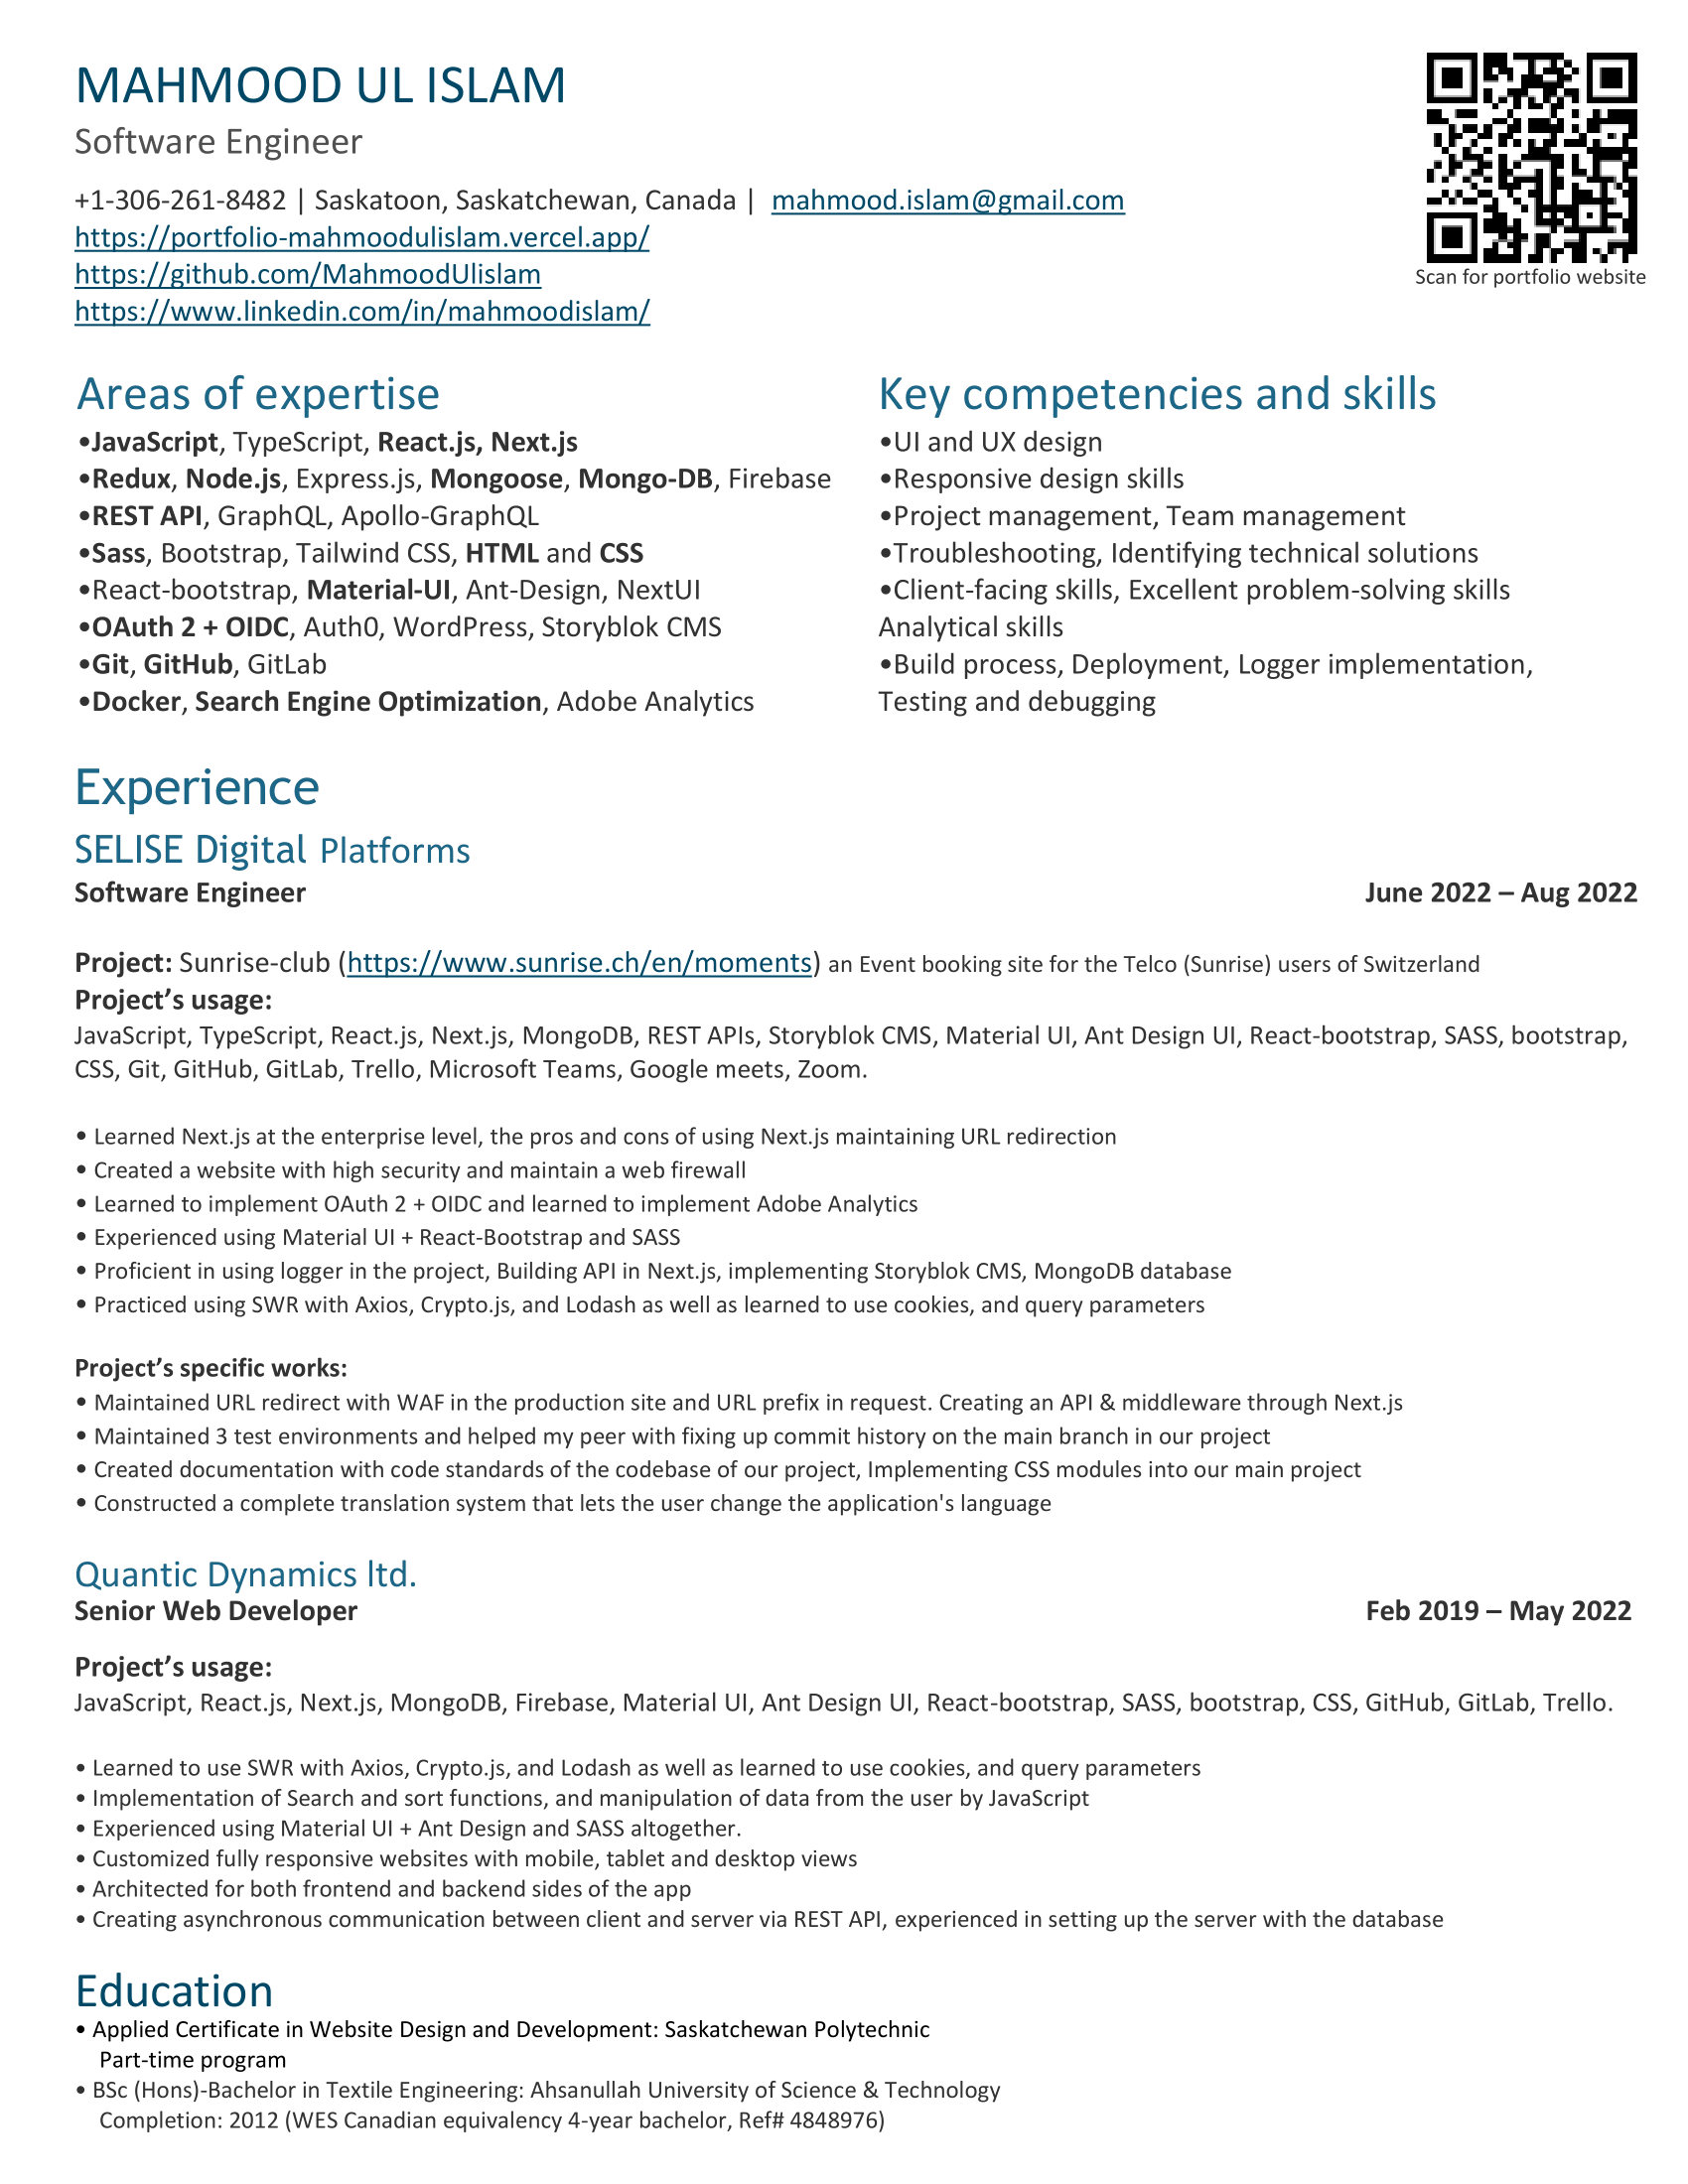 MAHMOOD UL ISLAM
Software Engineer
+1-306-261-8482 | Saskatoon, Saskatchewan, Canada | mahmood.islam@gmail.com
https://portfolio-mahmoodulislam.vercel.app/
https://github.com/MahmoodUlislam
https://www.linkedin.com/in/mahmoodislam/
Scan for portfolio website
Areas of expertise
•JavaScript, TypeScript, React.js, Next.js
•Redux, Node.js, Express.js, Mongoose, Mongo-DB, Firebase
•REST API, GraphQL, Apollo-GraphQL
•Sass, Bootstrap, Tailwind CSS, HTML and CSS
•React-bootstrap, Material-UI, Ant-Design, NextUI
•OAuth 2 + OIDC, Auth0, WordPress, Storyblok CMS
•Git, GitHub, GitLab
•Docker, Search Engine Optimization, Adobe Analytics
Key competencies and skills
•UI and UX design
•Responsive design skills
•Project management, Team management
•Troubleshooting, Identifying technical solutions
•Client-facing skills, Excellent problem-solving skills
Analytical skills
•Build process, Deployment, Logger implementation,
Testing and debugging
Experience
SELISE Digital Platforms
Software Engineer June 2022 – Aug 2022
Project: Sunrise-club (https://www.sunrise.ch/en/moments) an Event booking site for the Telco (Sunrise) users of Switzerland
Project’s usage:
JavaScript, TypeScript, React.js, Next.js, MongoDB, REST APIs, Storyblok CMS, Material UI, Ant Design UI, React-bootstrap, SASS, bootstrap,
CSS, Git, GitHub, GitLab, Trello, Microsoft Teams, Google meets, Zoom.
• Learned Next.js at the enterprise level, the pros and cons of using Next.js maintaining URL redirection
• Created a website with high security and maintain a web firewall
• Learned to implement OAuth 2 + OIDC and learned to implement Adobe Analytics
• Experienced using Material UI + React-Bootstrap and SASS
• Proficient in using logger in the project, Building API in Next.js, implementing Storyblok CMS, MongoDB database
• Practiced using SWR with Axios, Crypto.js, and Lodash as well as learned to use cookies, and query parameters
Project’s specific works:
• Maintained URL redirect with WAF in the production site and URL prefix in request. Creating an API & middleware through Next.js
• Maintained 3 test environments and helped my peer with fixing up commit history on the main branch in our project
• Created documentation with code standards of the codebase of our project, Implementing CSS modules into our main project
• Constructed a complete translation system that lets the user change the application's language
Quantic Dynamics ltd.
Senior Web Developer Feb 2019 – May 2022
Project’s usage:
JavaScript, React.js, Next.js, MongoDB, Firebase, Material UI, Ant Design UI, React-bootstrap, SASS, bootstrap, CSS, GitHub, GitLab, Trello.
• Learned to use SWR with Axios, Crypto.js, and Lodash as well as learned to use cookies, and query parameters
• Implementation of Search and sort functions, and manipulation of data from the user by JavaScript
• Experienced using Material UI + Ant Design and SASS altogether.
• Customized fully responsive websites with mobile, tablet and desktop views
• Architected for both frontend and backend sides of the app
• Creating asynchronous communication between client and server via REST API, experienced in setting up the server with the database
Education
• Applied Certificate in Website Design and Development: Saskatchewan Polytechnic
Part-time program
• BSc (Hons)-Bachelor in Textile Engineering: Ahsanullah University of Science & Technology
Completion: 2012 (WES Canadian equivalency 4-year bachelor, Ref# 4848976)